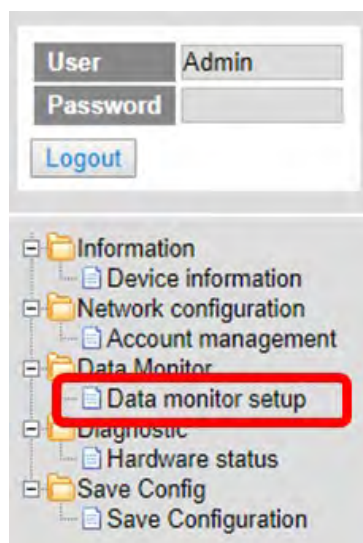 User Admin
Password
Logout
Information
Device information
Network configuration
Account management
Data Monitor
Data monitor setup
Diagnostic
Hardware status
Save Config
Save Configuration